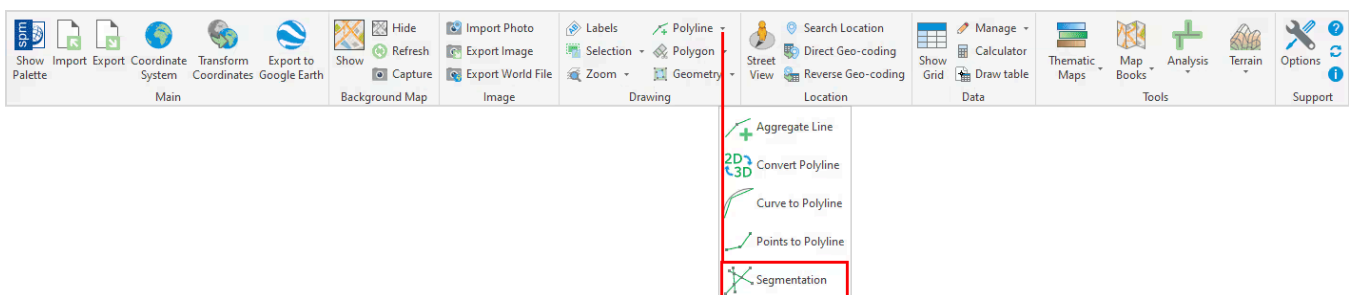 spm
Show Palette
Import
Export
Coordinate System
Transform Coordinates
Export to Google Earth
Main
Show
Hide
Refresh
Capture
Background Map
Import Photo
Export Image
Export World File
Image
Labels
Selection
Zoom
Polyline
Polygon
Geometry
Drawing
Street View
Search Location
Direct Geo-coding
Reverse Geo-coding
Location
Show Grid
Manage
Calculator
Draw table
Data
Thematic Maps
Map Books
Analysis
Terrain
Tools
Options
Support
Aggregate Line
2D
3D
Convert Polyline
Curve to Polyline
Points to Polyline
Segmentation